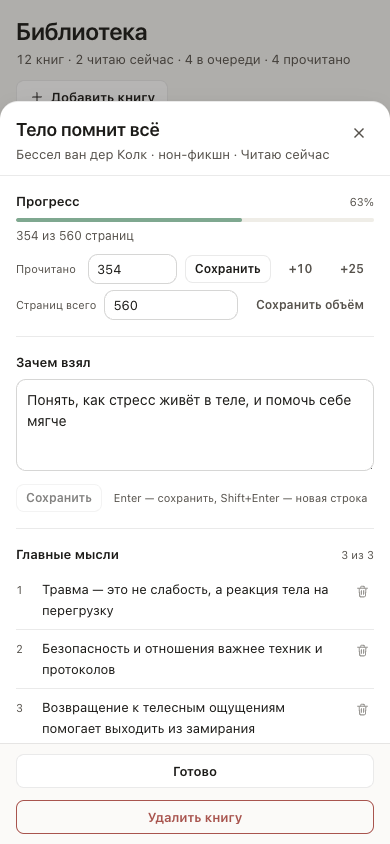 Библиотека
12 книг · 2 читаю сейчас · 4 в очереди · 4 прочитано
+ Добавить книгу
Тело помнит всё
Бессел ван дер Колк · нон-фикшн · Читаю сейчас
Прогресс 63%
354 из 560 страниц
Прочитано 354 Сохранить +10 +25
Страниц всего 560 Сохранить объём
Зачем взял
Понять, как стресс живёт в теле, и помочь себе
мягче
Сохранить Enter — сохранить, Shift+Enter — новая строка
Главные мысли 3 из 3
1 Травма — это не слабость, а реакция тела на
перегрузку
2 Безопасность и отношения важнее техник и
протоколов
3 Возвращение к телесным ощущениям
помогает выходить из замирания
Готово
Удалить книгу